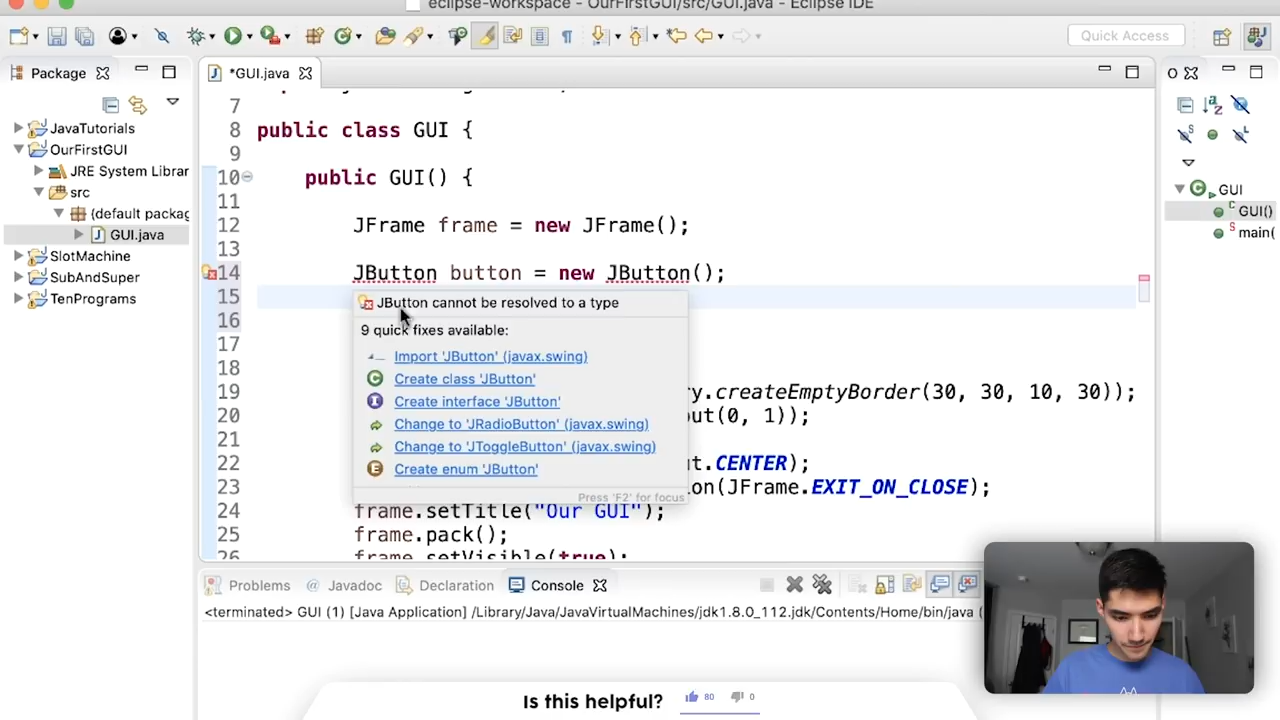 eclipse-workspace - OurFirstGUI/src/GUI.java - Eclipse IDE
Quick Access
Package
*GUI.java
O
JavaTutorials
OurFirstGUI
JRE System Librar
src
(default packag
GUI.java
SlotMachine
SubAndSuper
TenPrograms
7
8 public class GUI {
9
10 public GUI() {
11
12 JFrame frame = new JFrame();
13
14 JButton button = new JButton();
15
16
17
18
19 ry.createEmptyBorder(30, 30, 10, 30));
20 out(0, 1));
21
22 ut.CENTER);
23 on(JFrame.EXIT_ON_CLOSE);
24 frame.setTitle("Our GUI");
25 frame.pack();
26 frame.setVisible(true);
JButton cannot be resolved to a type
9 quick fixes available:
Import 'JButton' (javax.swing)
Create class 'JButton'
Create interface 'JButton'
Change to 'JRadioButton' (javax.swing)
Change to 'JToggleButton' (javax.swing)
Create enum 'JButton'
Press 'F2' for focus
GUI
GUI()
main(
Problems @ Javadoc Declaration Console
<terminated> GUI (1) [Java Application] /Library/Java/JavaVirtualMachines/jdk1.8.0_112.jdk/Contents/Home/bin/java (
Is this helpful? 80 0